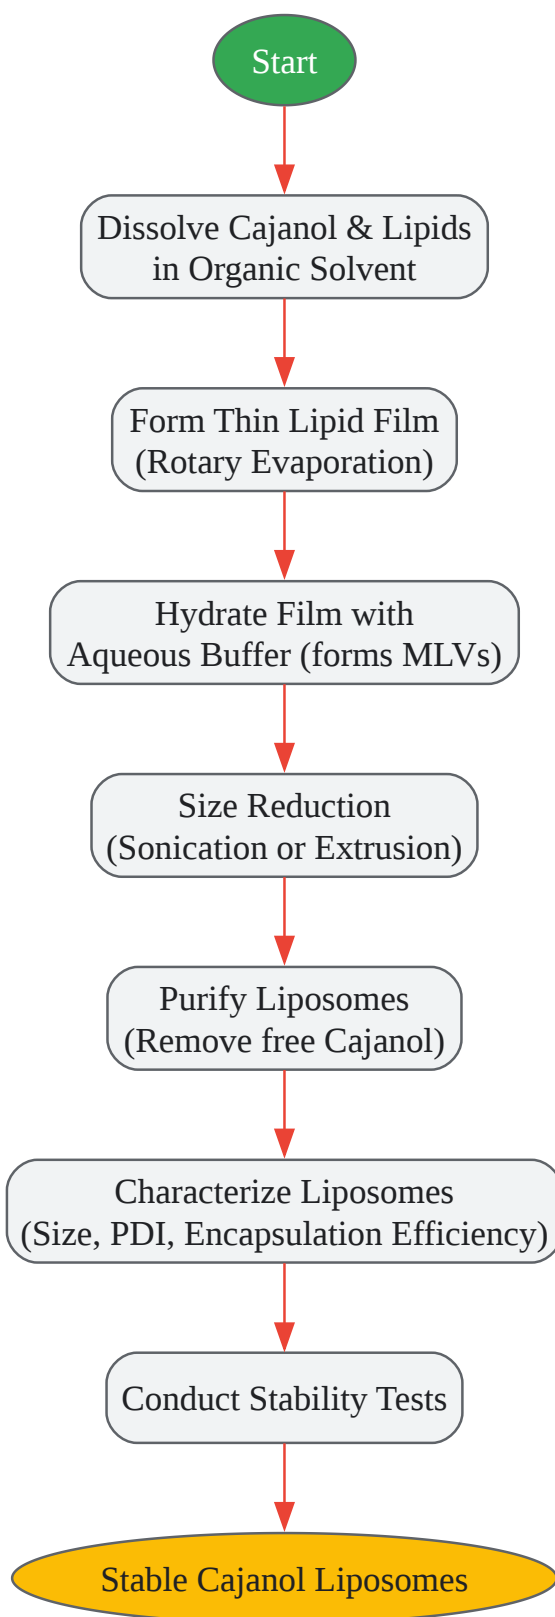 Start
Dissolve Cajanol & Lipids
in Organic Solvent
Form Thin Lipid Film
(Rotary Evaporation)
Hydrate Film with
Aqueous Buffer (forms MLVs)
Size Reduction
(Sonication or Extrusion)
Purify Liposomes
(Remove free Cajanol)
Characterize Liposomes
(Size, PDI, Encapsulation Efficiency)
Conduct Stability Tests
Stable Cajanol Liposomes